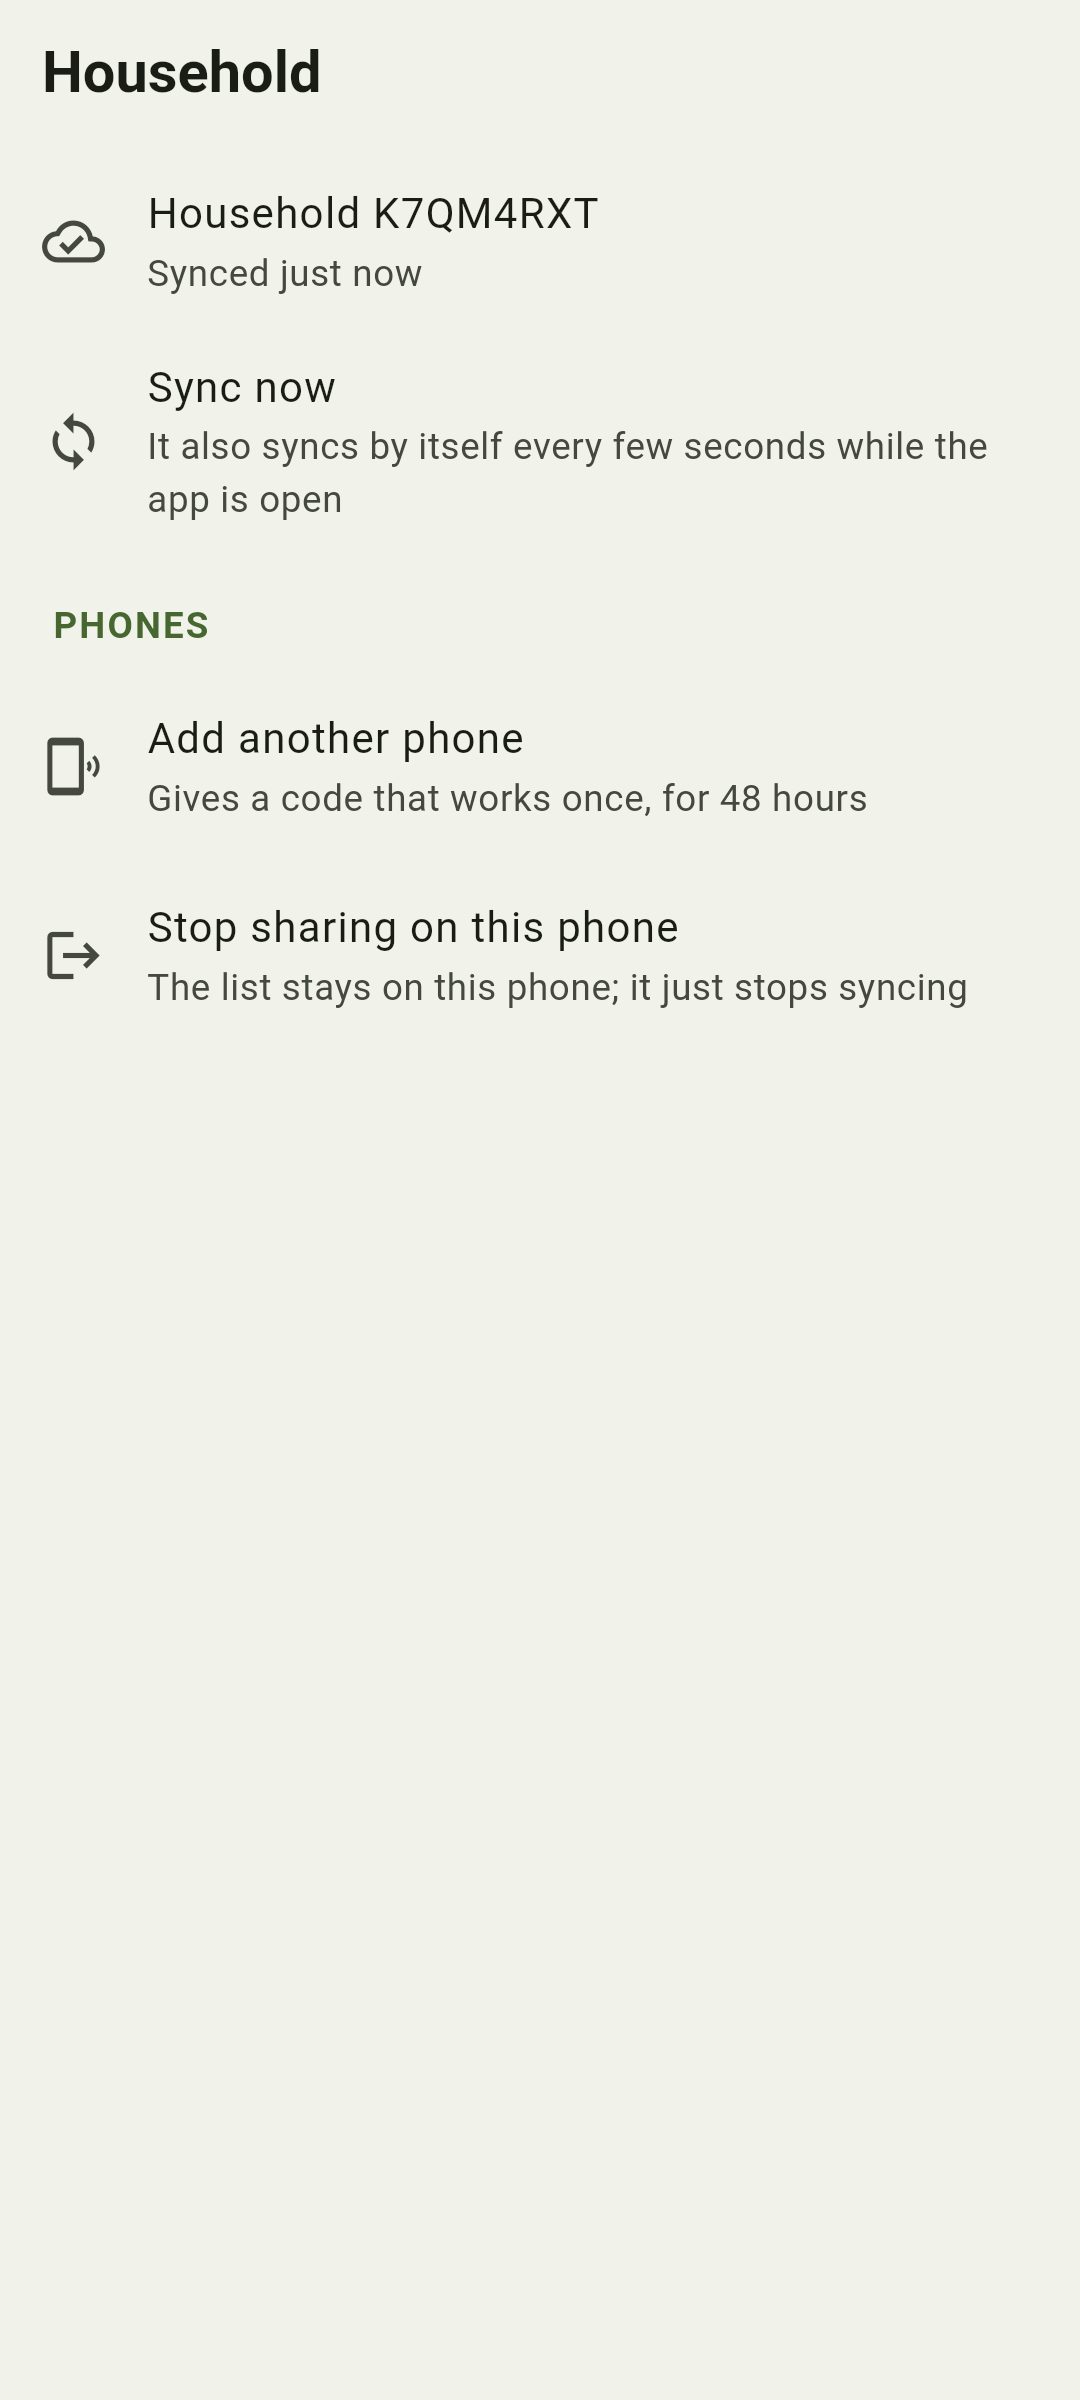 Household
Household K7QM4RXT
Synced just now
Sync now
It also syncs by itself every few seconds while the
app is open
PHONES
Add another phone
Gives a code that works once, for 48 hours
Stop sharing on this phone
The list stays on this phone; it just stops syncing